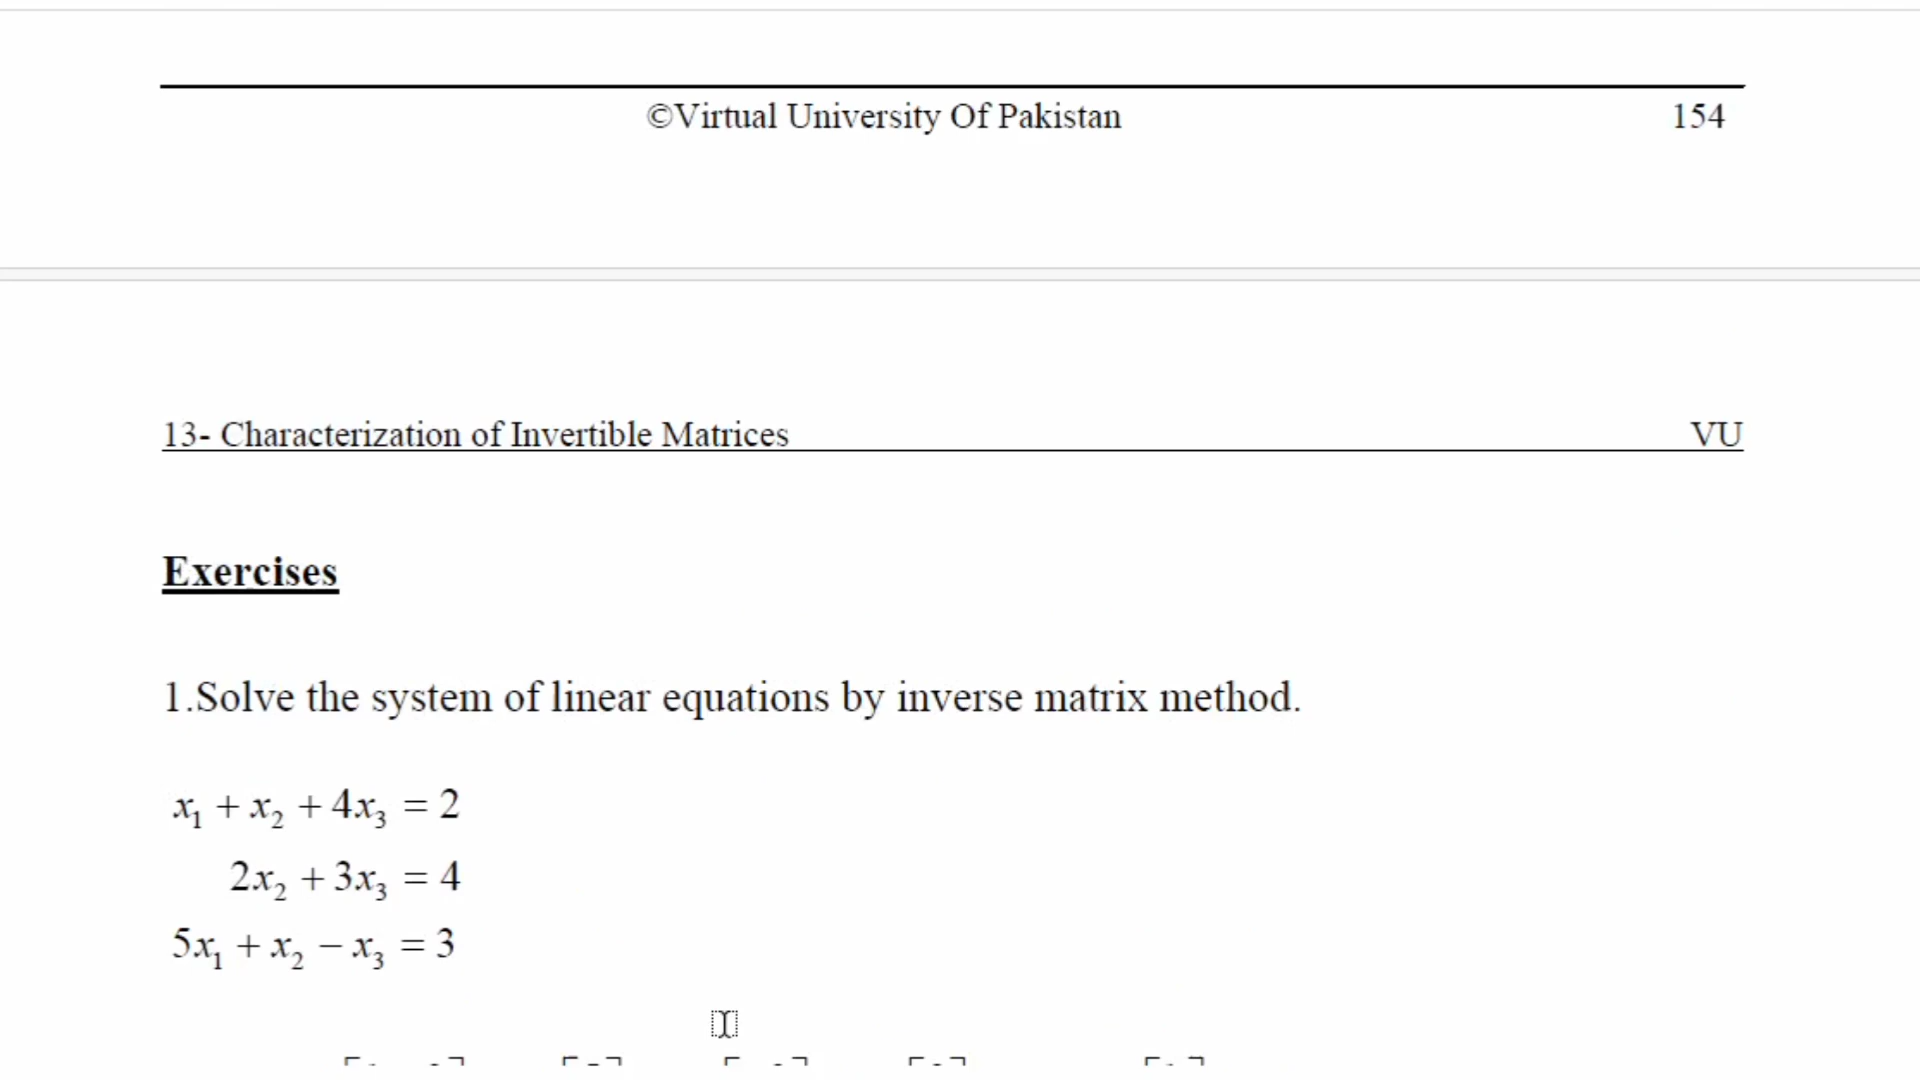 ©Virtual University Of Pakistan 154
13- Characterization of Invertible Matrices VU
Exercises
1.Solve the system of linear equations by inverse matrix method.
x₁ + x₂ + 4x₃ = 2
2x₂ + 3x₃ = 4
5x₁ + x₂ − x₃ = 3